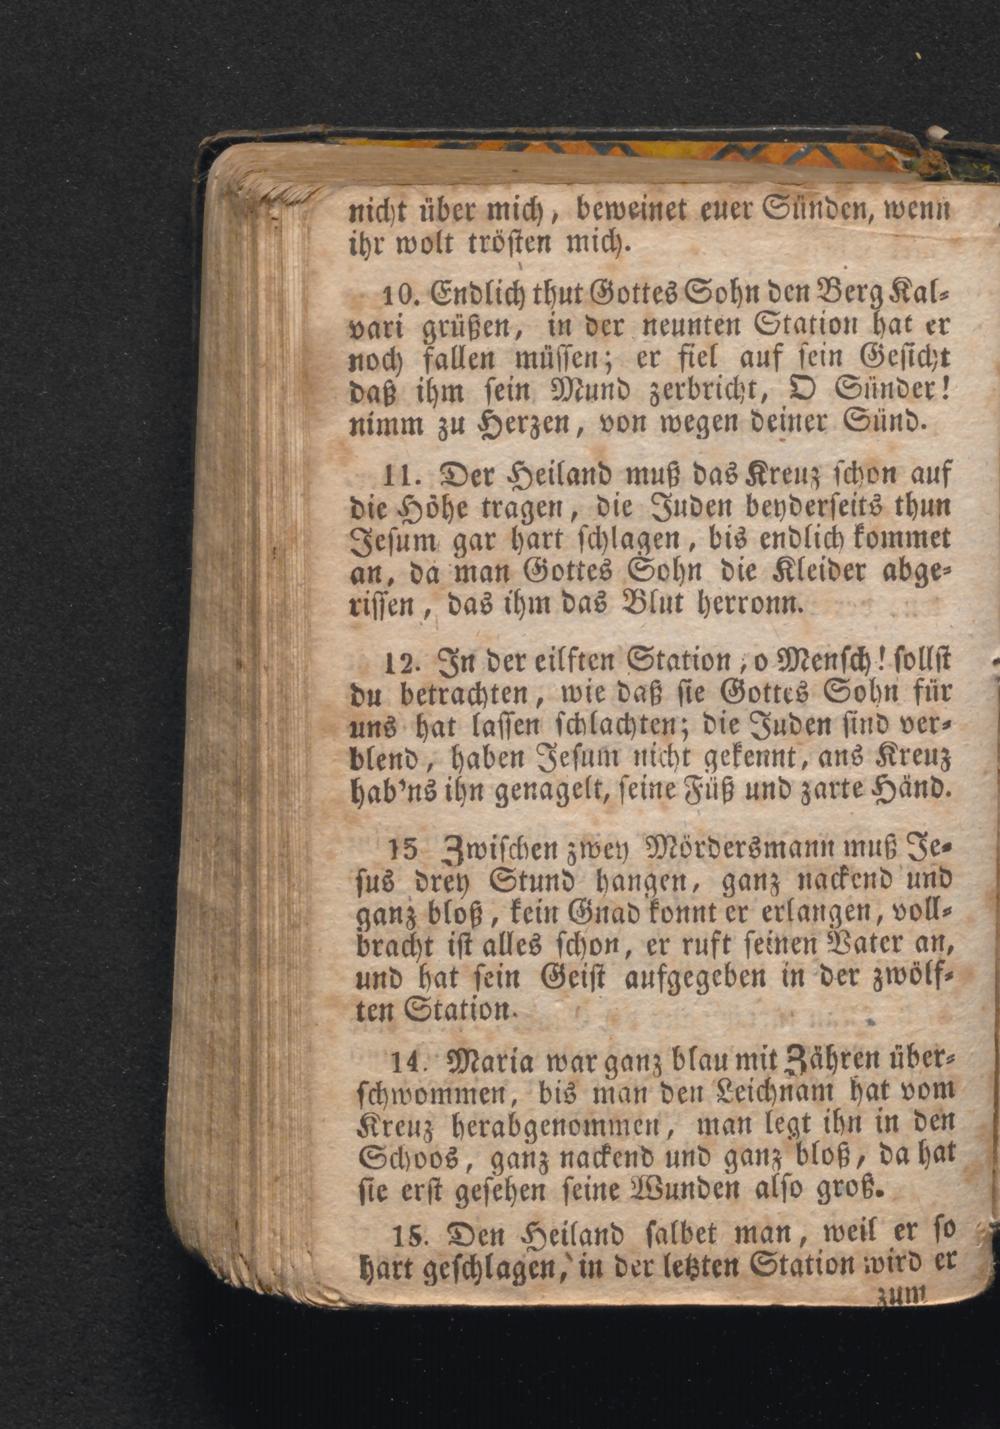 nicht über mich, beweinet euer Sünden, wenn
ihr wolt trösten mich.
10. Endlich thut Gottes Sohn den Berg Kal-
vari grüßen, in der neunten Station hat er
noch fallen müssen; er fiel auf sein Gesicht
daß ihm sein Mund zerbricht, O Sünder!
nimm zu Herzen, von wegen deiner Sünd.
11. Der Heiland muß das Kreuz schon auf
die Höhe tragen, die Juden beyderseits thun
Jesum gar hart schlagen, bis endlich kommet
an, da man Gottes Sohn die Kleider abge-
rissen, das ihm das Blut herronn.
12. In der eilften Station, o Mensch! sollst
du betrachten, wie daß sie Gottes Sohn für
uns hat lassen schlachten; die Juden sind ver-
blend, haben Jesum nicht gekennt, ans Kreuz
hab'ns ihn genagelt, seine Füß und zarte Händ.
15 Zwischen zwey Mördersmann muß Je-
sus drey Stund hangen, ganz nackend und
ganz bloß, kein Gnad konnt er erlangen, voll-
bracht ist alles schon, er ruft seinen Vater an,
und hat sein Geist aufgegeben in der zwölf-
ten Station.
14. Maria war ganz blau mit Zähren über-
schwommen, bis man den Leichnam hat vom
Kreuz herabgenommen, man legt ihn in den
Schoos, ganz nackend und ganz bloß, da hat
sie erst gesehen seine Wunden also groß.
15. Den Heiland salbet man, weil er so
hart geschlagen, in der letzten Station wird er
zum